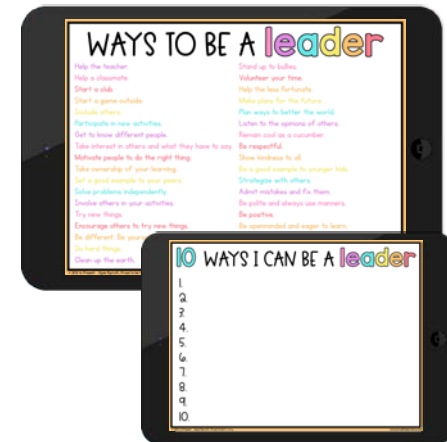 WAYS TO BE A leader
Help the teacher.
Help a classmate.
Start a club.
Start a game outside.
Include others.
Participate in new activities.
Get to know different people.
Take interest in others and what they have to say.
Motivate people to do the right thing.
Take ownership of your learning.
Set a good example to your peers.
Solve problems independently.
Involve others in your activities.
Try new things.
Encourage others to try new things.
Be different. Be your
Do hard things.
Clean up the earth.
Stand up to bullies.
Volunteer your time.
Help the less fortunate.
Make plans for the future.
Plan ways to better the world.
Listen to the opinions of others.
Remain cool as a cucumber.
Be respectful.
Show kindness to all.
Be a good example to younger kids.
Strategize with others.
Admit mistakes and fix them.
Be polite and always use manners.
Be positive.
Be openminded and eager to learn.
10 WAYS I CAN BE A leader
1.
2.
3.
4.
5.
6.
7.
8.
9.
10.